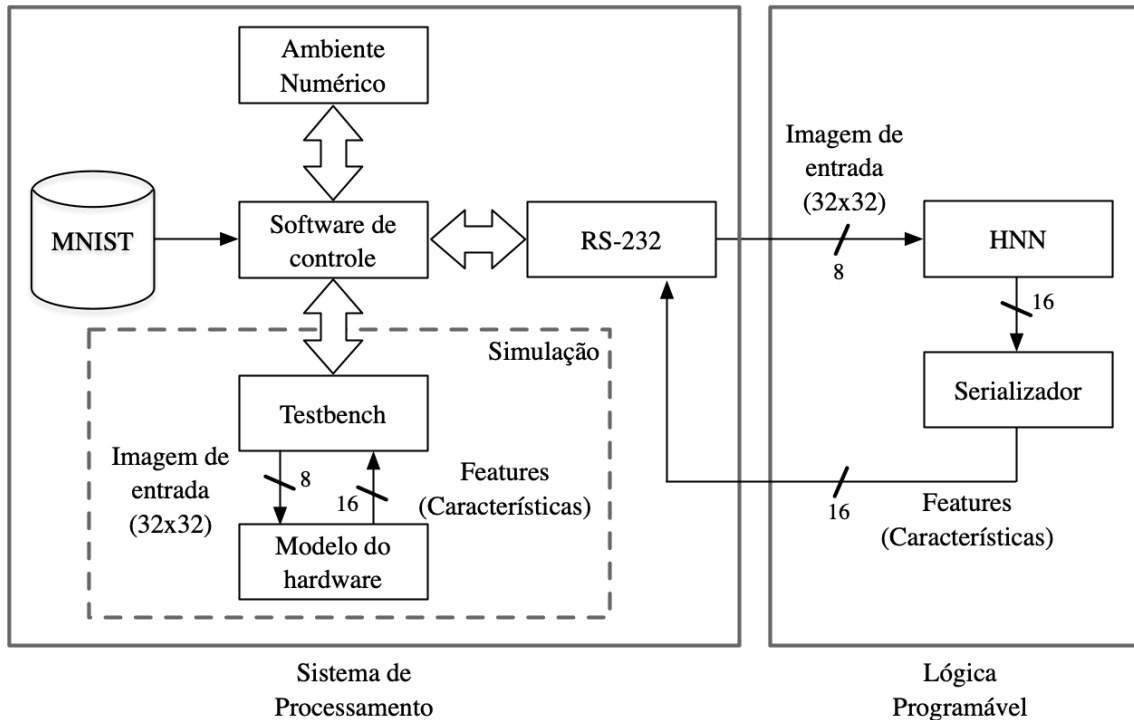 Ambiente
Numérico
MNIST
Software de
controle
RS-232
Imagem de
entrada
(32x32)
8
HNN
16
Serializador
16
Features
(Características)
Simulação
Testbench
Imagem de
entrada
(32x32)
8
16
Features
(Características)
Modelo do
hardware
Sistema de
Processamento
Lógica
Programável